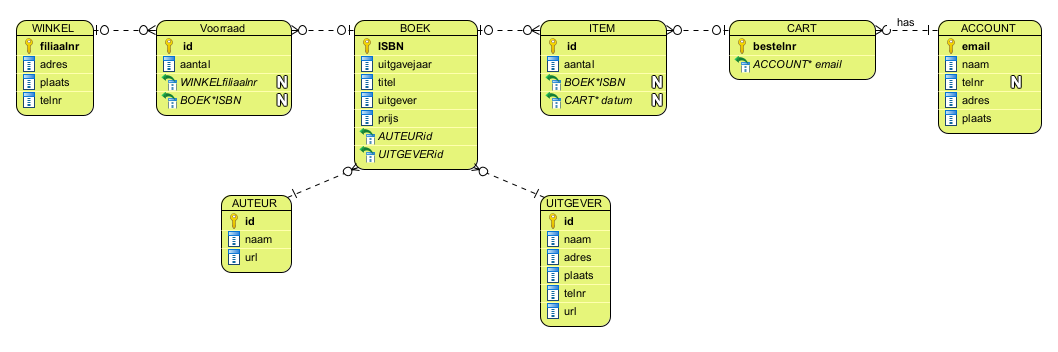 WINKEL
filiaalnr
adres
plaats
telnr
Voorraad
id
aantal
WINKELfiliaalnr N
BOEK*ISBN N
BOEK
ISBN
uitgavejaar
titel
uitgever
prijs
AUTEURid
UITGEVERid
ITEM
id
aantal
BOEK*ISBN N
CART* datum N
CART
bestelnr
ACCOUNT* email
has
ACCOUNT
email
naam
telnr N
adres
plaats
AUTEUR
id
naam
url
UITGEVER
id
naam
adres
plaats
telnr
url